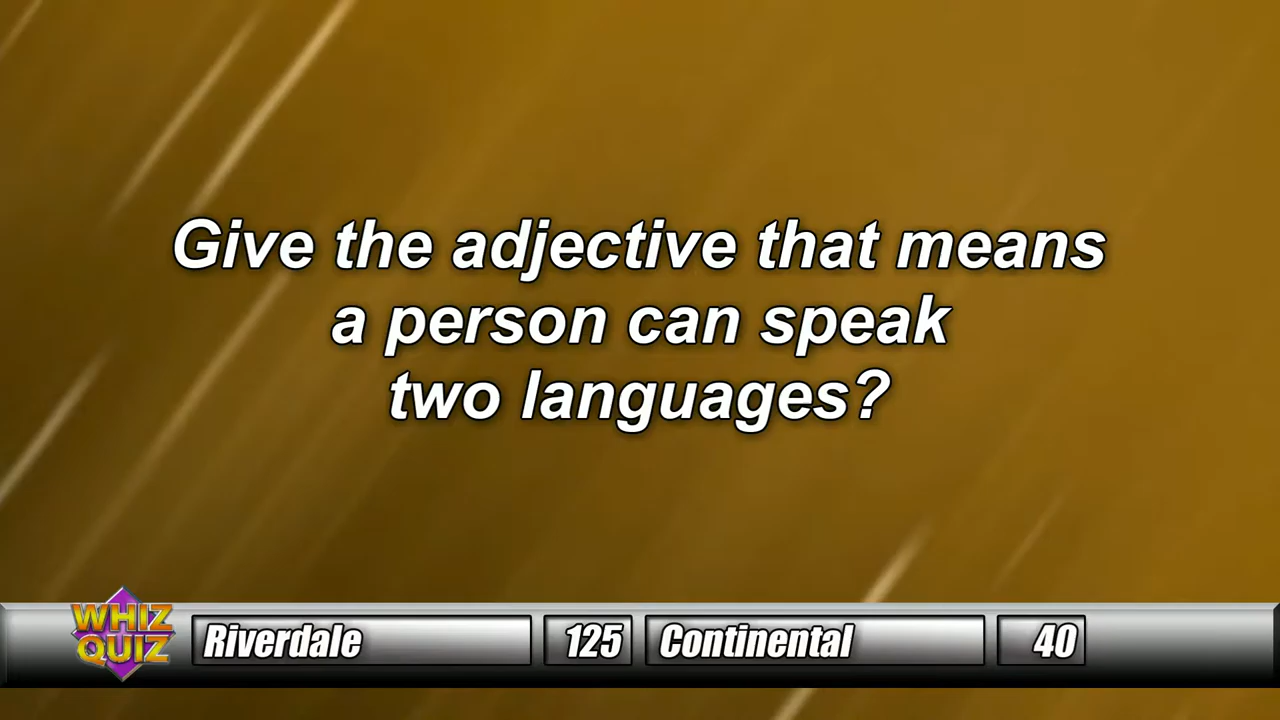 Give the adjective that means
a person can speak
two languages?
WHIZ
QUIZ
Riverdale
125
Continental
40